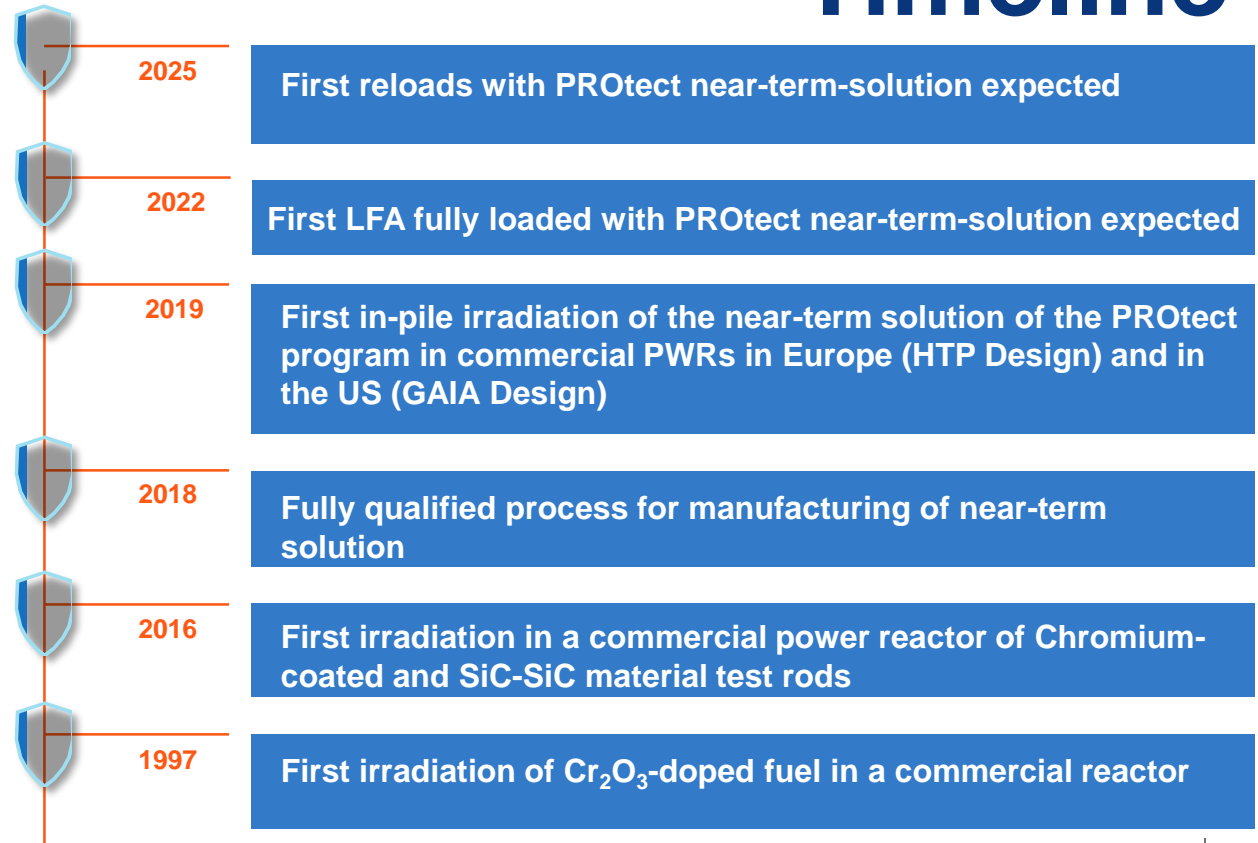 Timeline
2025
First reloads with PROtect near-term-solution expected
2022
First LFA fully loaded with PROtect near-term-solution expected
2019
First in-pile irradiation of the near-term solution of the PROtect
program in commercial PWRs in Europe (HTP Design) and in
the US (GAIA Design)
2018
Fully qualified process for manufacturing of near-term
solution
2016
First irradiation in a commercial power reactor of Chromium-
coated and SiC-SiC material test rods
1997
First irradiation of Cr₂O₃-doped fuel in a commercial reactor